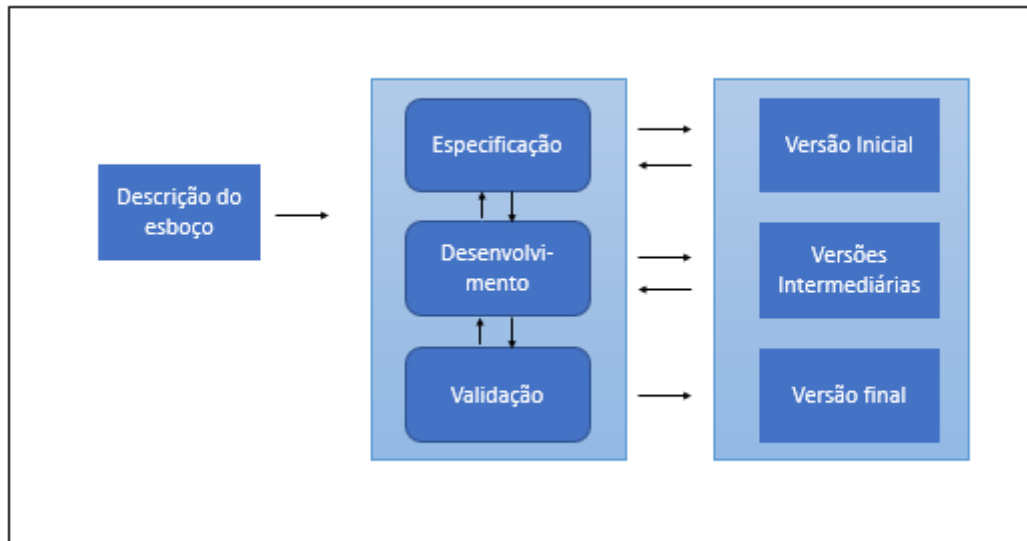 Descrição do
esboço
Especificação
Desenvolvi-
mento
Validação
Versão Inicial
Versões
Intermediárias
Versão final